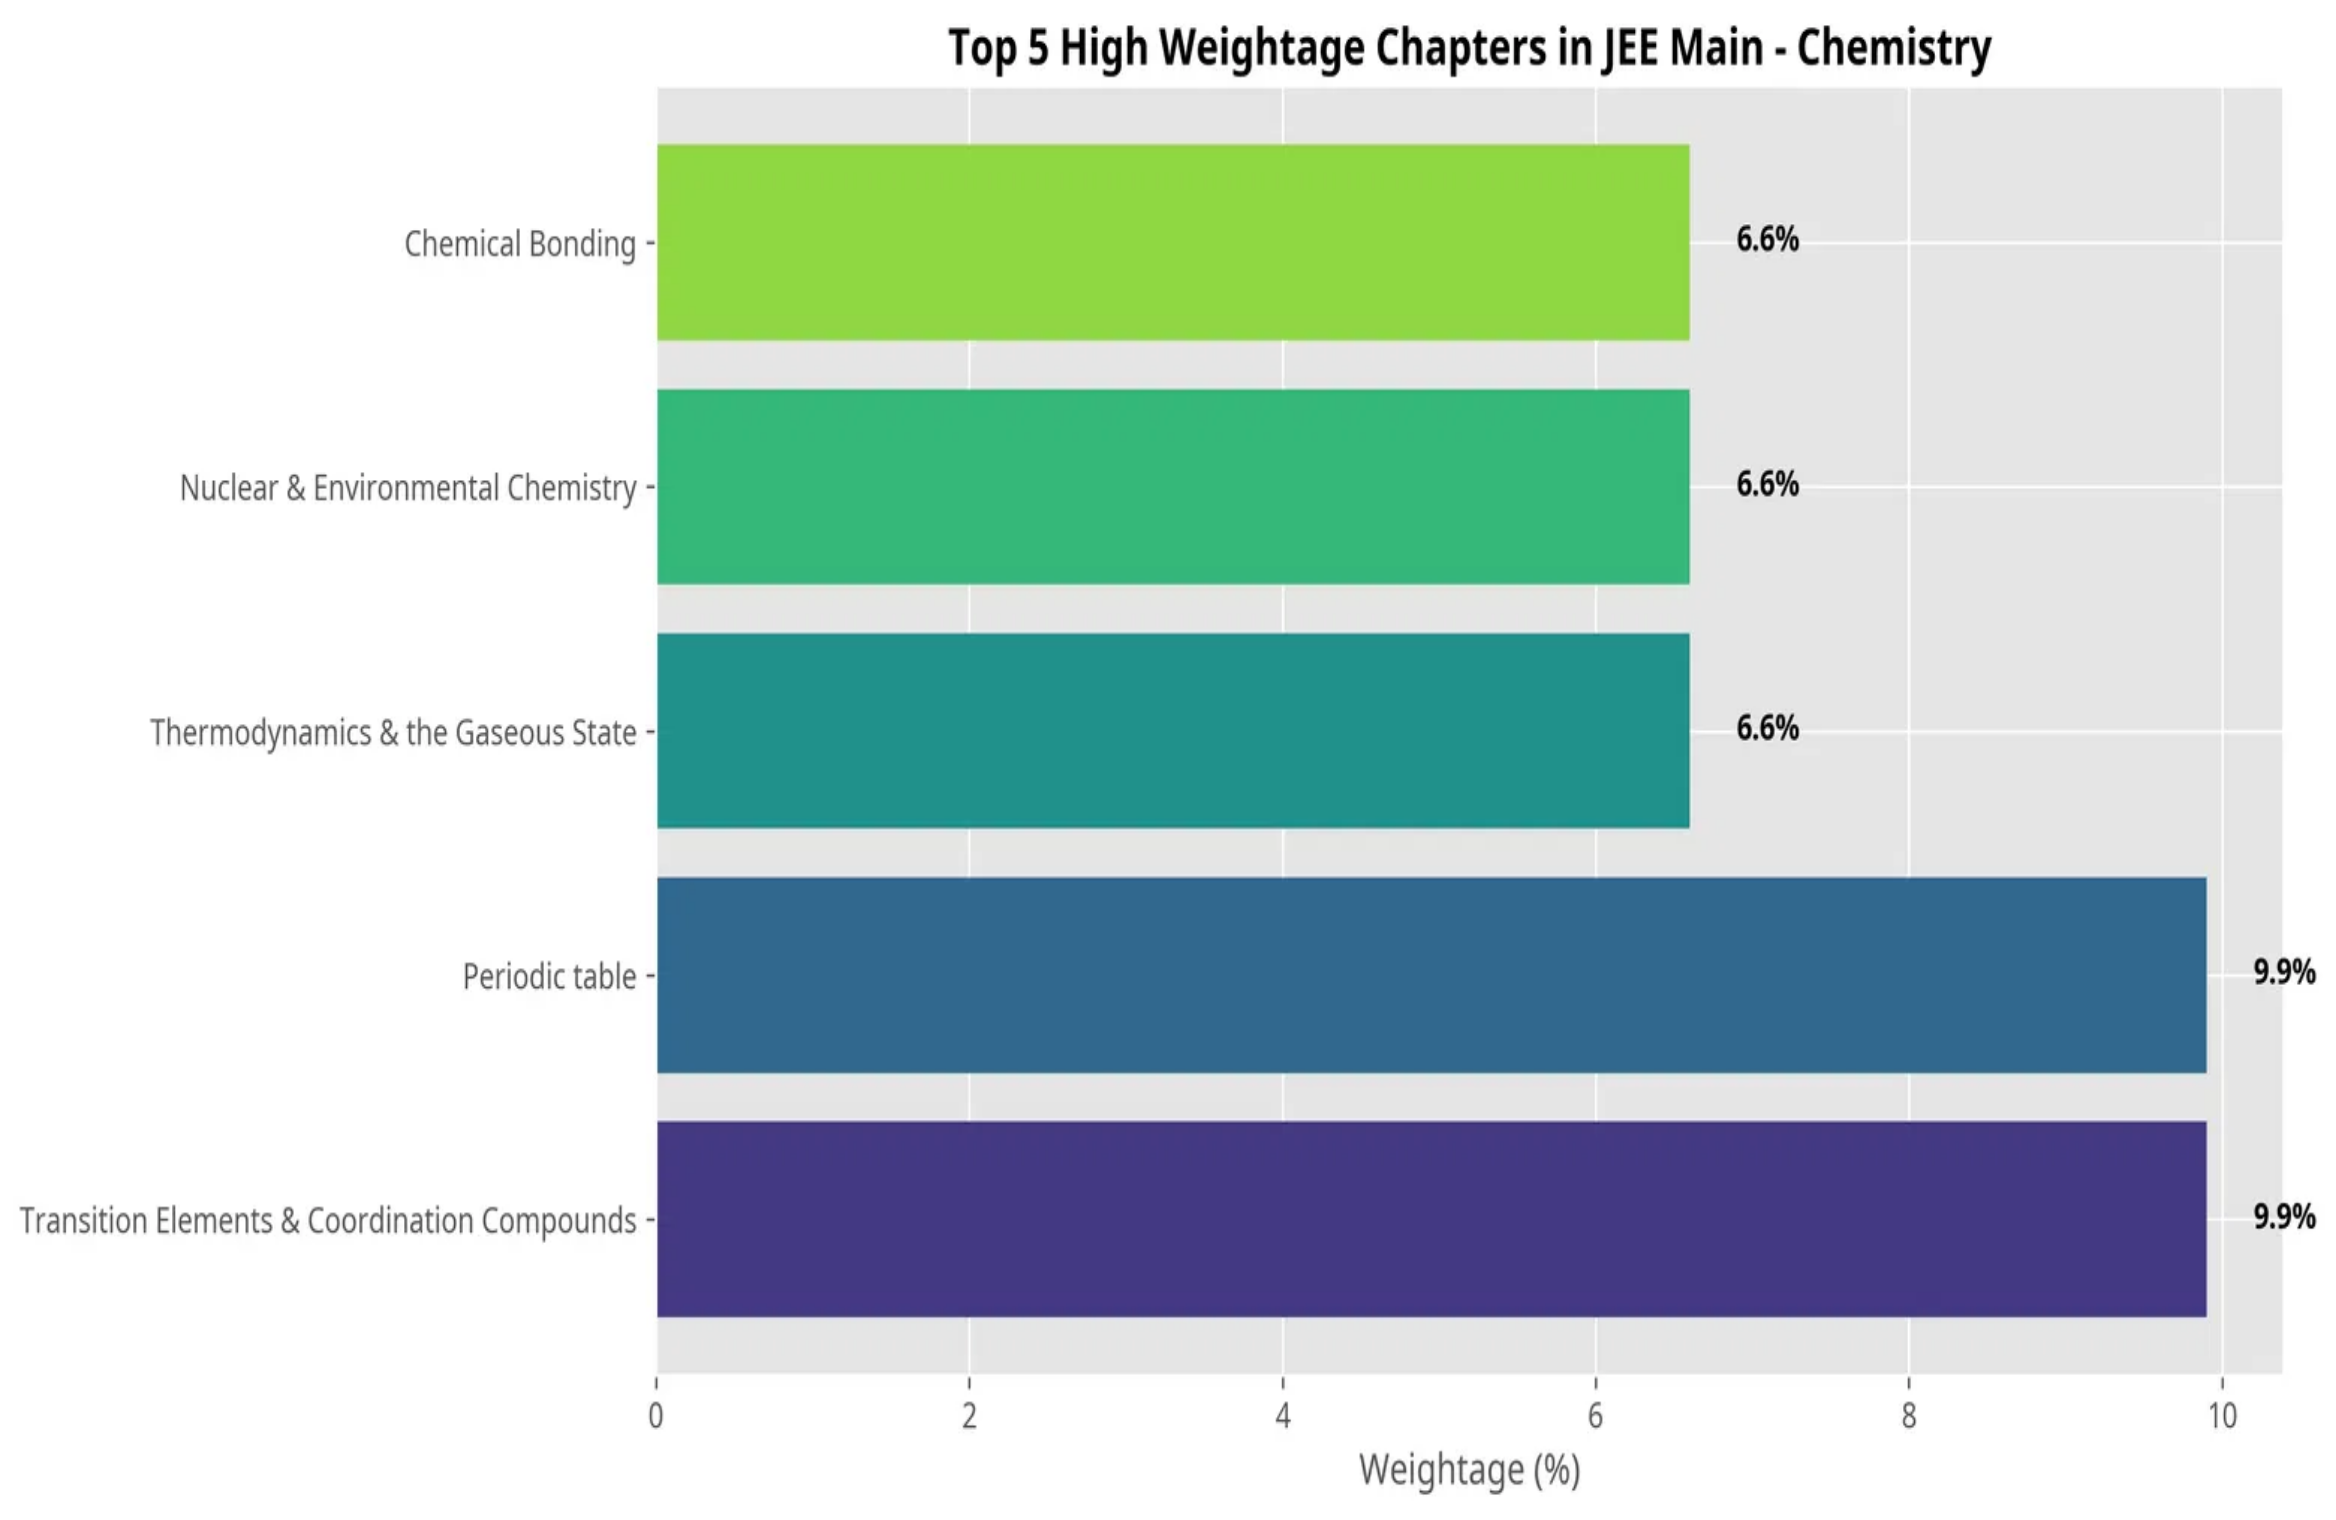 Top 5 High Weightage Chapters in JEE Main - Chemistry
Chemical Bonding
6.6%
Nuclear & Environmental Chemistry
6.6%
Thermodynamics & the Gaseous State
6.6%
Periodic table
9.9%
Transition Elements & Coordination Compounds
9.9%
0 2 4 6 8 10
Weightage (%)